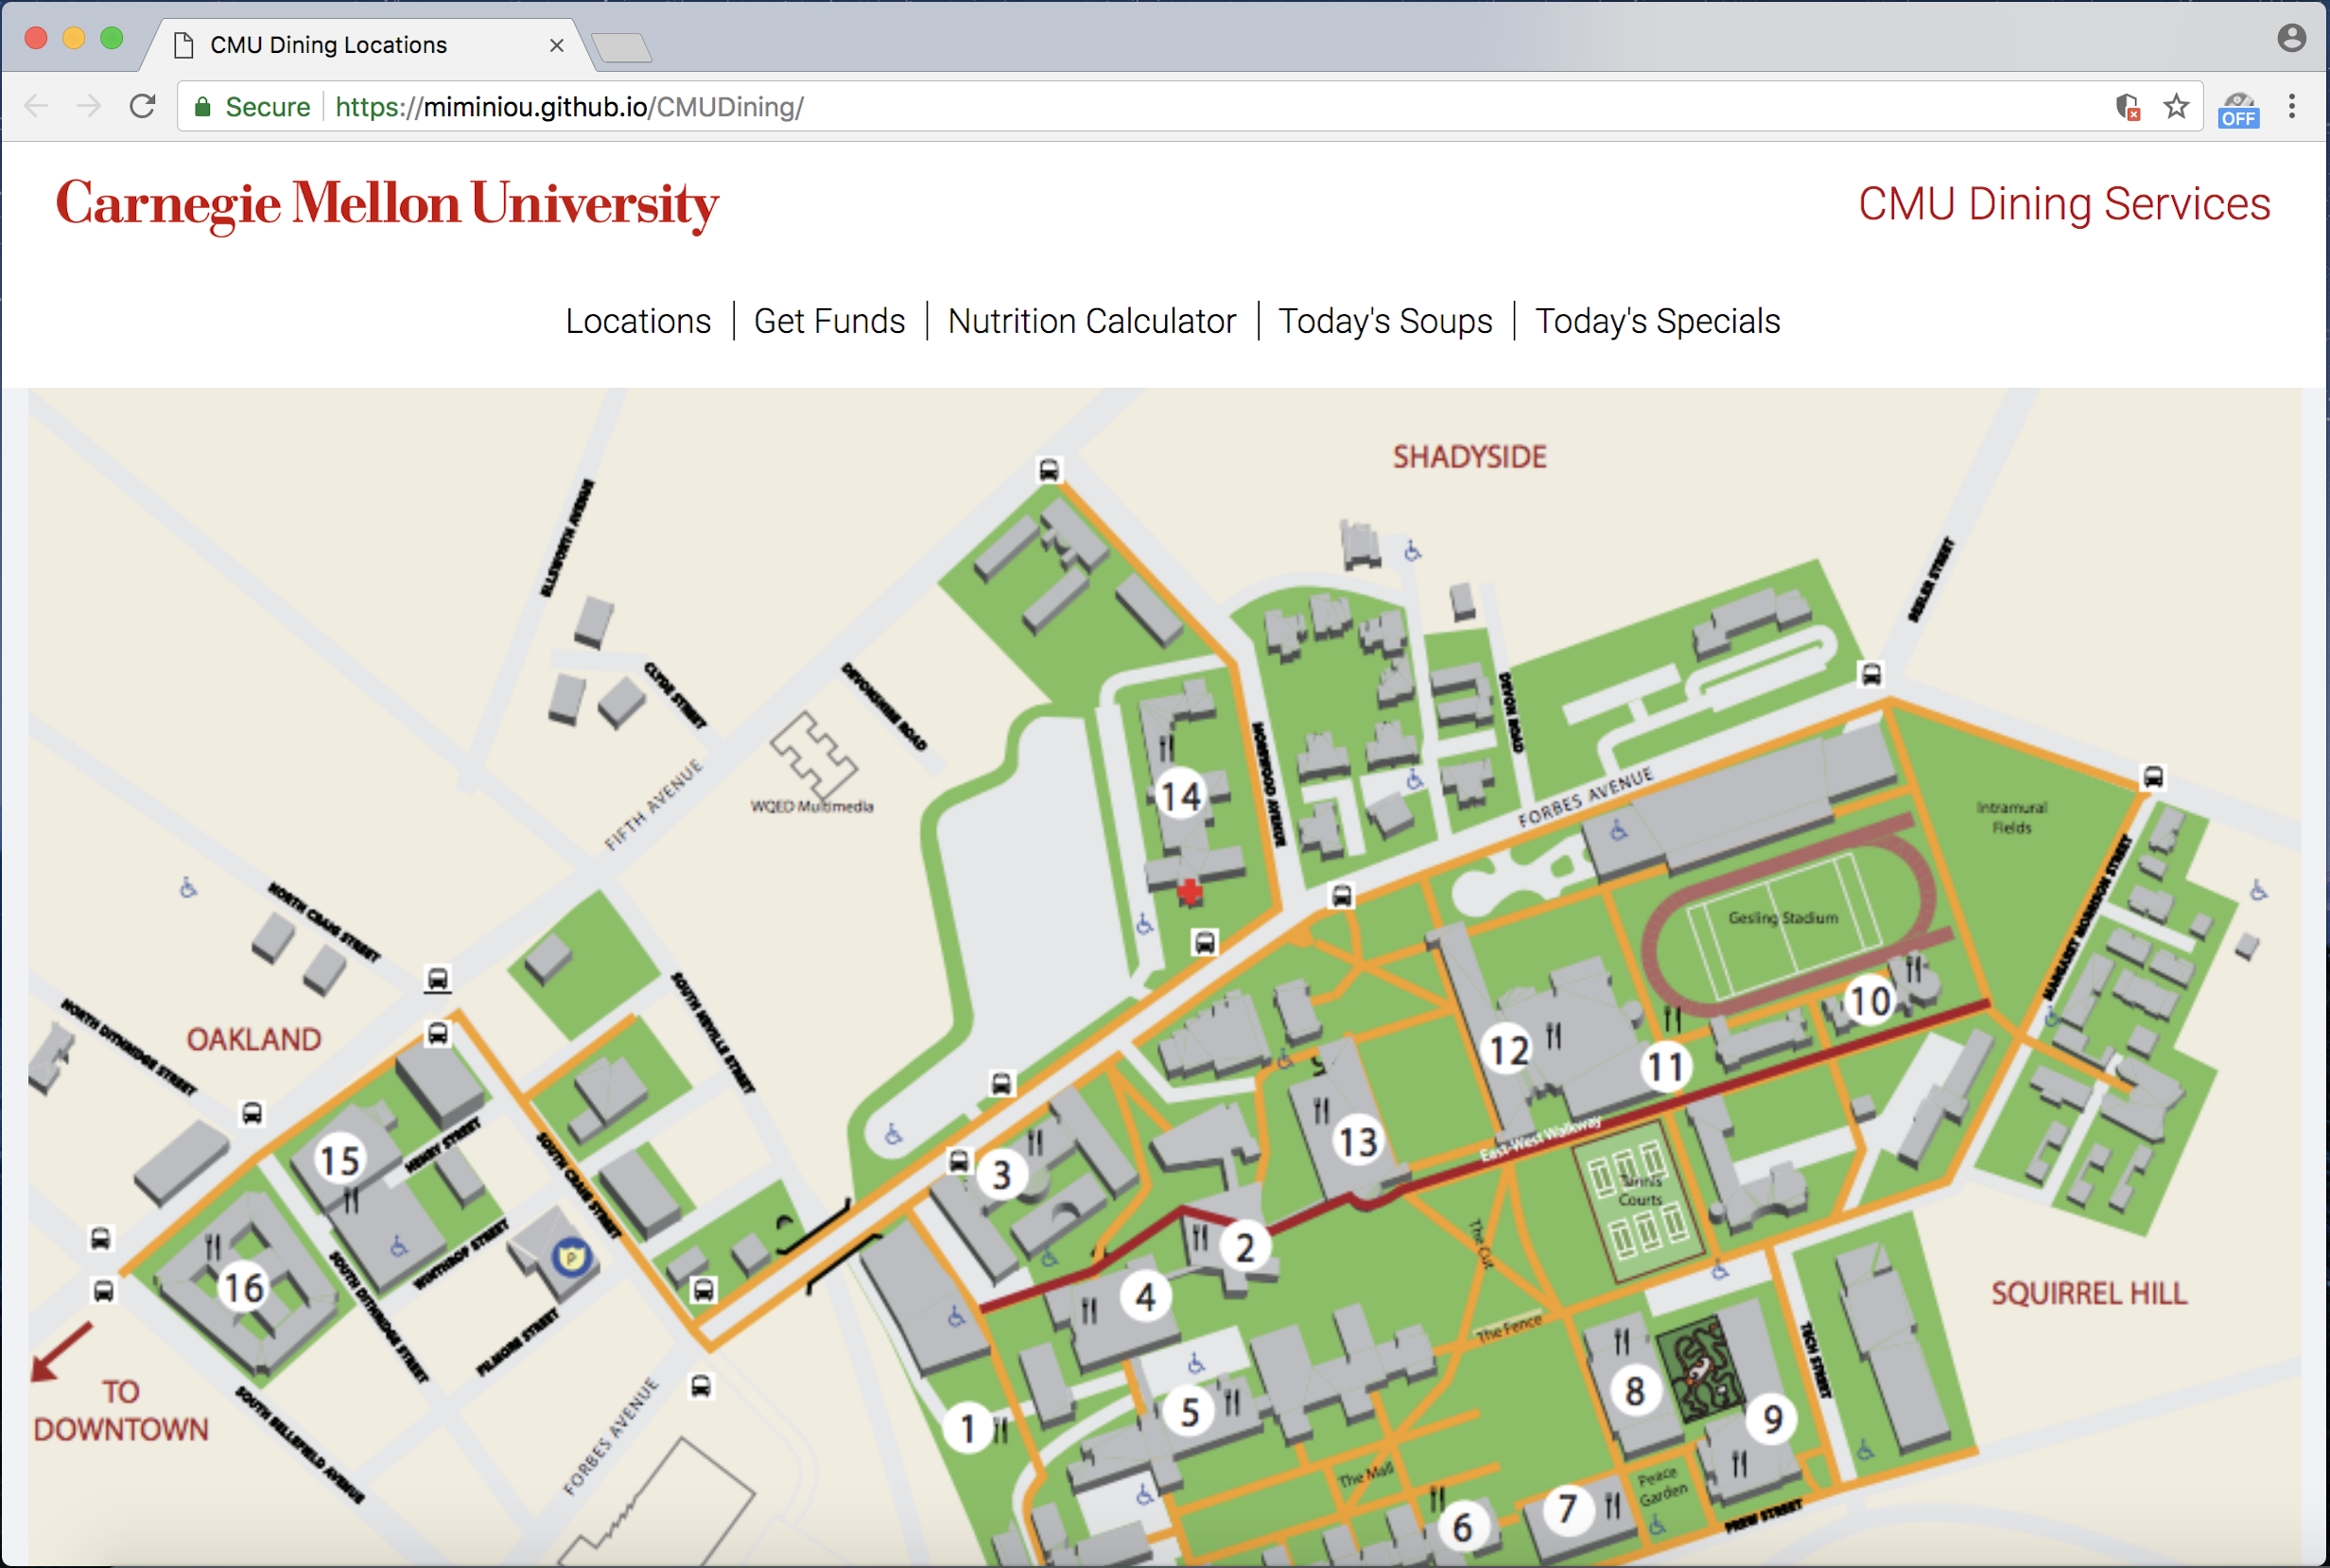 CMU Dining Locations
Secure https://miminiou.github.io/CMUDining/
OFF
Carnegie Mellon University
CMU Dining Services
Locations | Get Funds | Nutrition Calculator | Today's Soups | Today's Specials
SHADYSIDE
ELLSWORTH AVENUE
BEELER STREET
CLYDE STREET
DEVONSHIRE ROAD
DEVON ROAD
MOREWOOD AVENUE
FIFTH AVENUE
WQED Multimedia
14
FORBES AVENUE
Intramural
Fields
NORTH CRAIG STREET
Gesling Stadium
MARGARET MORRISON STREET
NORTH DITHRIDGE STREET
OAKLAND
SOUTH NEVILLE STREET
10
12
11
15
HENRY STREET
SOUTH CRAIG STREET
3
13
East-West Walkway
Tennis
Courts
16
WINTHROP STREET
P
SOUTH DITHRIDGE STREET
2
The Cut
4
SQUIRREL HILL
FILMORE STREET
The Fence
TECH STREET
TO
DOWNTOWN
SOUTH BELLEFIELD AVENUE
FORBES AVENUE
1
5
8
9
The Mall
Peace
Garden
6
7
FREW STREET